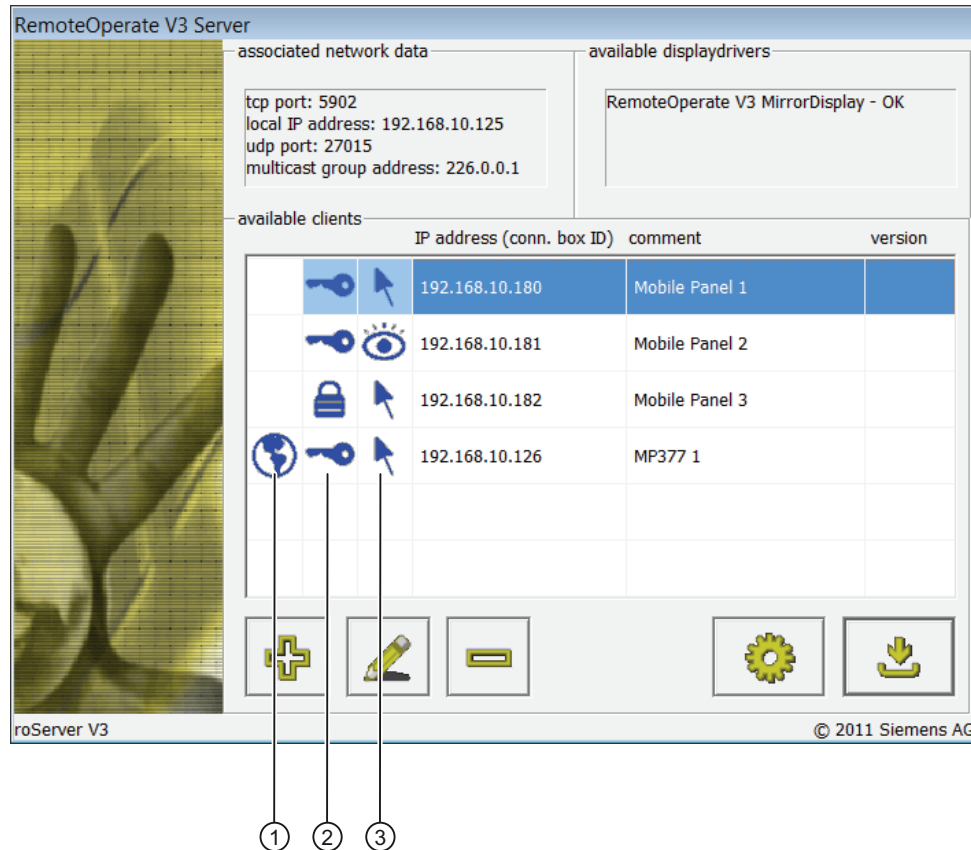 RemoteOperate V3 Server
associated network data
tcp port: 5902
local IP address: 192.168.10.125
udp port: 27015
multicast group address: 226.0.0.1
available displaydrivers
RemoteOperate V3 MirrorDisplay - OK
available clients
IP address (conn. box ID) comment version
192.168.10.180 Mobile Panel 1
192.168.10.181 Mobile Panel 2
192.168.10.182 Mobile Panel 3
192.168.10.126 MP377 1
roServer V3 © 2011 Siemens AG
1 2 3